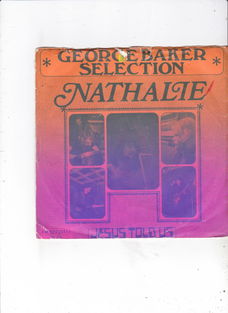 GEORGE BAKER
SELECTION
NATHALIE
JESUS TOLD US